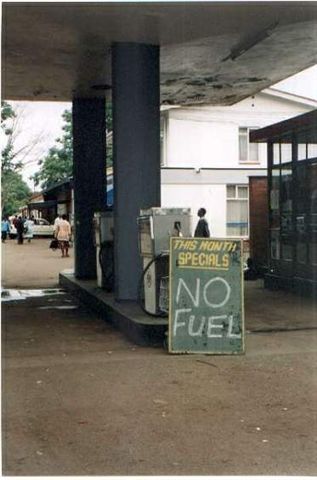 THIS MONTH
SPECIALS
NO
FUEL